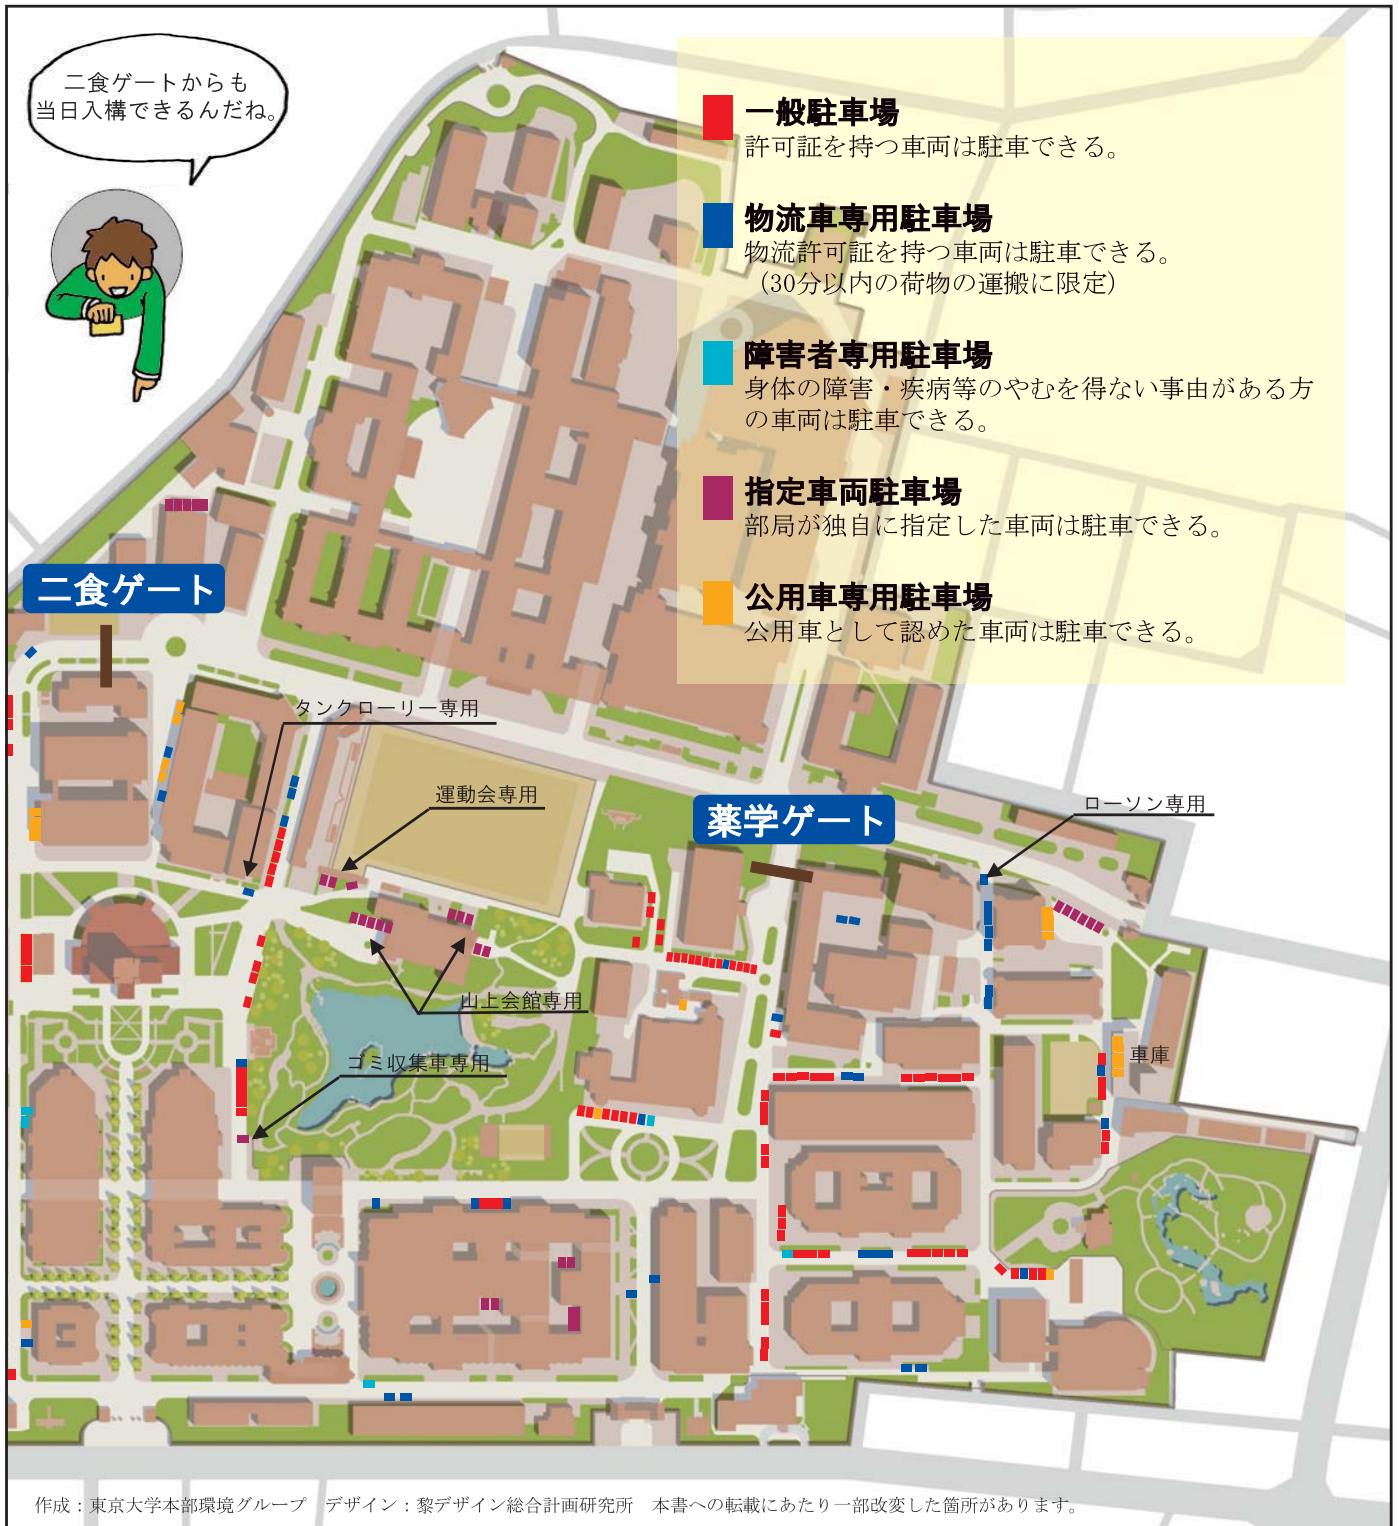 二食ゲートからも
当日入構できるんだね。
一般駐車場
許可証を持つ車両は駐車できる。
物流車専用駐車場
物流許可証を持つ車両は駐車できる。
（30分以内の荷物の運搬に限定）
障害者専用駐車場
身体の障害・疾病等のやむを得ない事由がある方
の車両は駐車できる。
指定車両駐車場
部局が独自に指定した車両は駐車できる。
公用車専用駐車場
公用車として認めた車両は駐車できる。
二食ゲート
タンクローリー専用
運動会専用
薬学ゲート
ローソン専用
山上会館専用
ゴミ収集車専用
車庫
作成：東京大学本部環境グループ　デザイン：黎デザイン総合計画研究所　本書への転載にあたり一部改変した箇所があります。